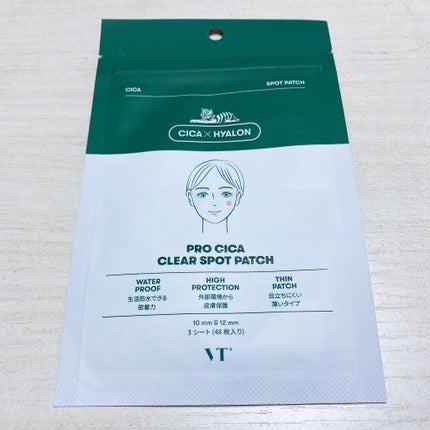 CICA
SPOT PATCH
CICA × HYALON
PRO CICA
CLEAR SPOT PATCH
WATER
PROOF
生活防水できる
密着力
HIGH
PROTECTION
外部環境から
皮膚保護
THIN
PATCH
目立ちにくい
薄いタイプ
10 mm & 12 mm
3 シート (48 枚入り)
VT®